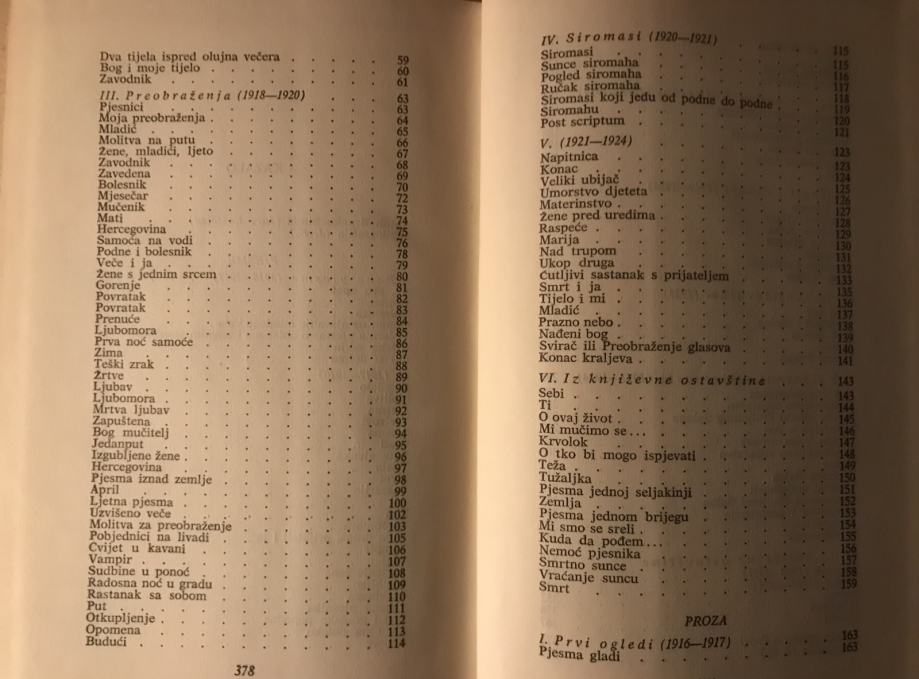 Dva tijela ispred olujna večera . . . . . 59
Bog i moje tijelo . . . . . . . . 60
Zavodnik . . . . . . . . . 61
III. Preobraženja (1918—1920) . . . . 63
Pjesnici . . . . . . . . . . 63
Moja preobraženja . . . . . . . . 64
Mladić . . . . . . . . . . 65
Molitva na putu . . . . . . . . 66
Žene, mladići, ljeto . . . . . . . 67
Zavodnik . . . . . . . . . 68
Zavedena . . . . . . . . . 69
Bolesnik . . . . . . . . . 70
Mjesečar . . . . . . . . . 72
Mučenik . . . . . . . . . 73
Mati . . . . . . . . . . 74
Hercegovina . . . . . . . . . 75
Samoća na vodi . . . . . . . . 76
Podne i bolesnik . . . . . . . . 78
Veče i ja . . . . . . . . . 79
Žene s jednim srcem . . . . . . . 80
Gorenje . . . . . . . . . 81
Povratak . . . . . . . . . 82
Povratak . . . . . . . . . 83
Prenuće . . . . . . . . . 84
Ljubomora . . . . . . . . . 85
Prva noć samoće . . . . . . . . 86
Zima . . . . . . . . . . 87
Teški zrak . . . . . . . . . 88
Žrtve . . . . . . . . . . 89
Ljubav . . . . . . . . . . 90
Ljubomora . . . . . . . . . 91
Mrtva ljubav . . . . . . . . . 92
Zapuštena . . . . . . . . . 93
Bog mučitelj . . . . . . . . . 94
Jedanput . . . . . . . . . 95
Izgubljene žene . . . . . . . . 96
Hercegovina . . . . . . . . . 97
Pjesma iznad zemlje . . . . . . . 98
April . . . . . . . . . . 99
Ljetna pjesma . . . . . . . . 100
Uzvišeno veče . . . . . . . . 102
Molitva za preobraženje . . . . . . 103
Pobjednici na livadi . . . . . . . 105
Cvijet u kavani . . . . . . . . 106
Vampir . . . . . . . . . . 107
Sudbine u ponoć . . . . . . . . 108
Radosna noć u gradu . . . . . . . 109
Rastanak sa sobom . . . . . . . 110
Put . . . . . . . . . . 111
Otkupljenje . . . . . . . . . 112
Opomena . . . . . . . . . 113
Budući . . . . . . . . . . 114
378
IV. Siromasi (1920—1921) . . . . 115
Siromasi . . . . . . . . . 115
Sunce siromaha . . . . . . . . 116
Pogled siromaha . . . . . . . . 117
Ručak siromaha . . . . . . . . 118
Siromasi koji jedu od podne do podne . . 119
Siromahu . . . . . . . . . 120
Post scriptum . . . . . . . . 121
V. (1921—1924) . . . . . . . 123
Napitnica . . . . . . . . . 123
Konac . . . . . . . . . . 124
Veliki ubijač . . . . . . . . 125
Umorstvo djeteta . . . . . . . 126
Materinstvo . . . . . . . . . 127
Žene pred uredima . . . . . . . 128
Raspeće . . . . . . . . . 129
Marija . . . . . . . . . . 130
Nad trupom . . . . . . . . 131
Ukop druga . . . . . . . . 132
Ćutljivi sastanak s prijateljem . . . . 133
Smrt i ja . . . . . . . . . 135
Tijelo i mi . . . . . . . . . 136
Mladić . . . . . . . . . . 137
Prazno nebo . . . . . . . . 138
Nađeni bog . . . . . . . . . 139
Svirač ili Preobraženje glasova . . . . 140
Konac kraljeva . . . . . . . . 141
VI. Iz književne ostavštine . . . 143
Sebi . . . . . . . . . . 143
Ti . . . . . . . . . . 144
O ovaj život . . . . . . . . 145
Mi mučimo se... . . . . . . . 146
Krvolok . . . . . . . . . 147
O tko bi mogo ispjevati . . . . . . 148
Teža . . . . . . . . . . 149
Tužaljka . . . . . . . . . 150
Pjesma jednoj seljakinji . . . . . . 151
Zemlja . . . . . . . . . . 152
Pjesma jednom brijegu . . . . . . 153
Mi smo se sreli . . . . . . . . 154
Kuda da pođem... . . . . . . . 155
Nemoć pjesnika . . . . . . . . 156
Smrtno sunce . . . . . . . . 157
Vraćanje suncu . . . . . . . . 158
Smrt . . . . . . . . . . 159
PROZA
I. Prvi ogledi (1916—1917) . . . . . 163
Pjesma gladi . . . . . . . . . 163